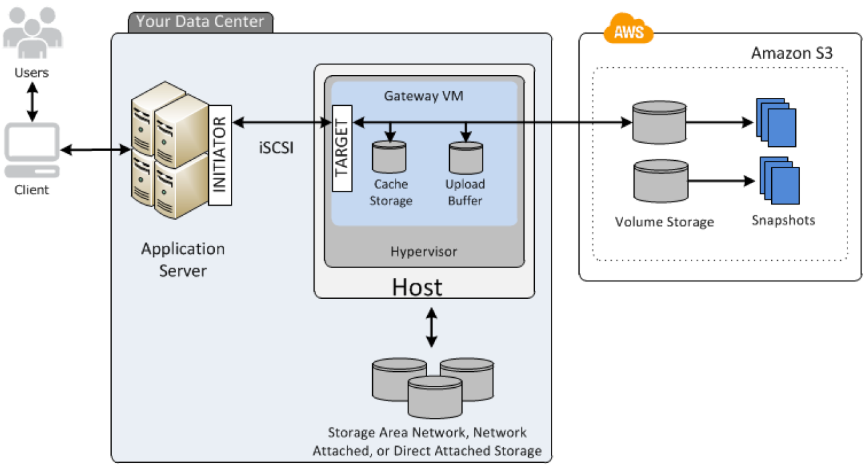 Your Data Center
AWS
Amazon S3
Users
Client
Application
Server
INITIATOR
iSCSI
TARGET
Gateway VM
Cache
Storage
Upload
Buffer
Hypervisor
Host
Volume Storage
Snapshots
Storage Area Network, Network
Attached, or Direct Attached Storage